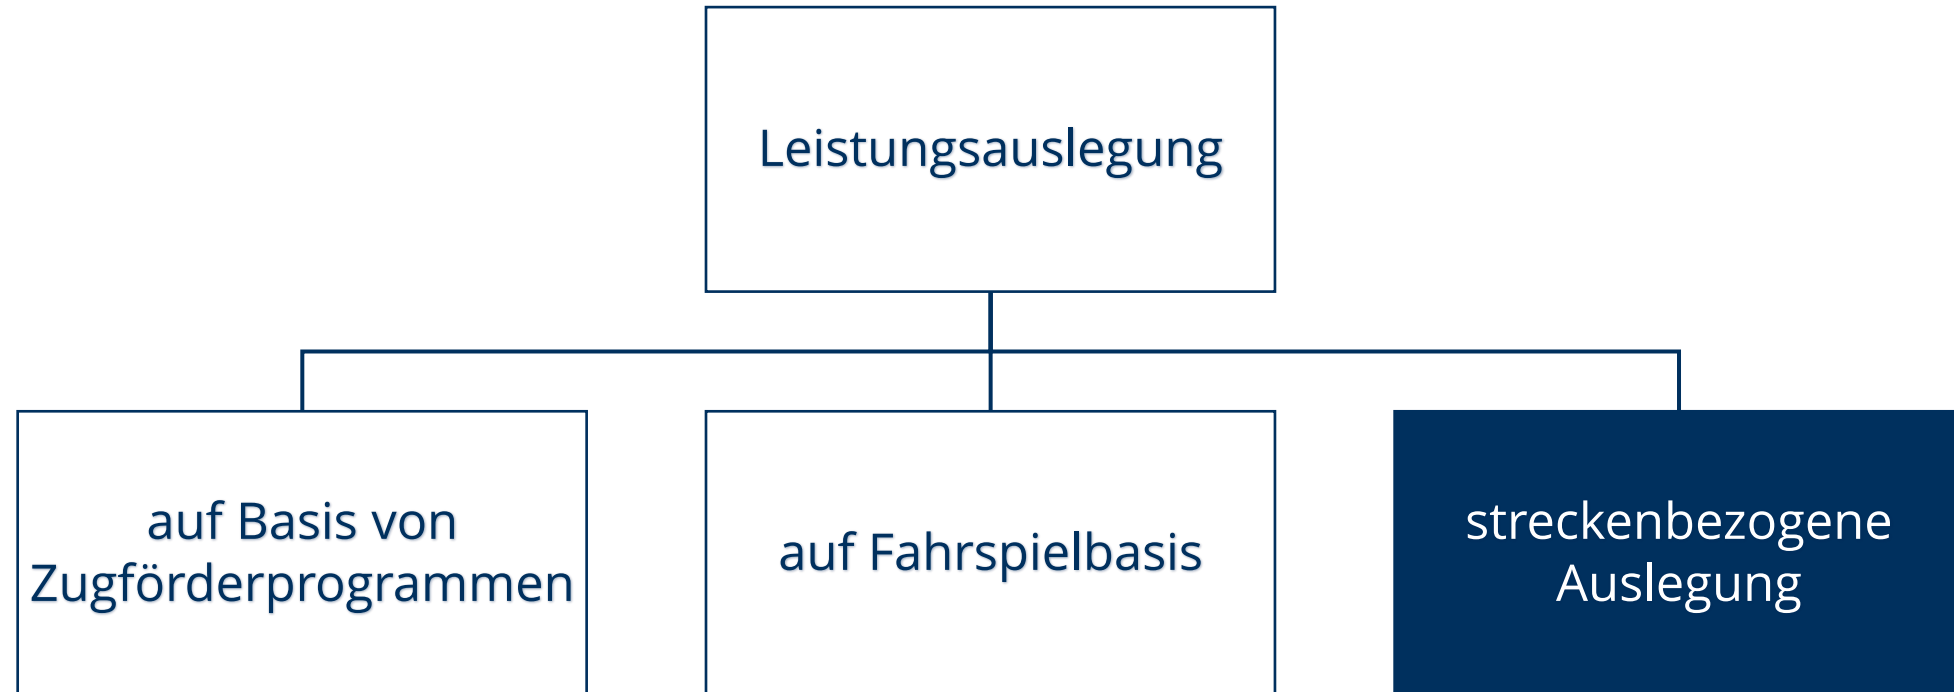 Leistungsauslegung
auf Basis von
Zugförderprogrammen
auf Fahrspielbasis
streckenbezogene
Auslegung